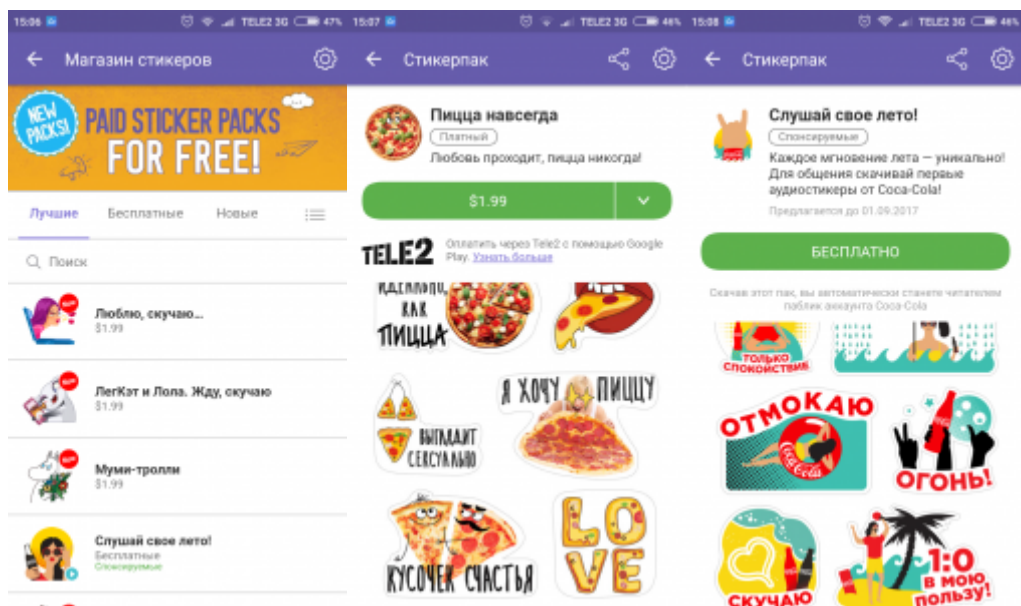 15:06 TELE2 3G 47%
Магазин стикеров
NEW
PACKS!
PAID STICKER PACKS
FOR FREE!
Лучшие Бесплатные Новые
Поиск
Люблю, скучаю...
$1.99
ЛегКэт и Лола. Жду, скучаю
$1.99
Муми-тролли
$1.99
Слушай свое лето!
Бесплатные
Спонсируемые
15:07 TELE2 3G 46%
Стикерпак
Пицца навсегда
Платный
Любовь проходит, пицца никогда!
$1.99
TELE2
Оплатить через Tele2 с помощью Google
Play. Узнать больше
ИДЕАЛЬНО,
КАК
ПИЦЦА
Я ХОЧУ ПИЦЦУ
ВЫГЛЯДИТ
СЕКСУАЛЬНО
КУСОЧЕК СЧАСТЬЯ
LO
VE
15:08 TELE2 3G 46%
Стикерпак
Слушай свое лето!
Спонсируемые
Каждое мгновение лета — уникально!
Для общения скачивай первые
аудиостикеры от Coca-Cola!
Предлагается до 01.09.2017
БЕСПЛАТНО
Скачав этот пак, вы автоматически станете читателем
паблик аккаунта Coca-Cola
ТОЛЬКО
СПОКОЙСТВИЕ
ОТМОКАЮ
Coca-Cola
ОГОНЬ!
СКУЧАЮ
1:0
В МОЮ
ПОЛЬЗУ!